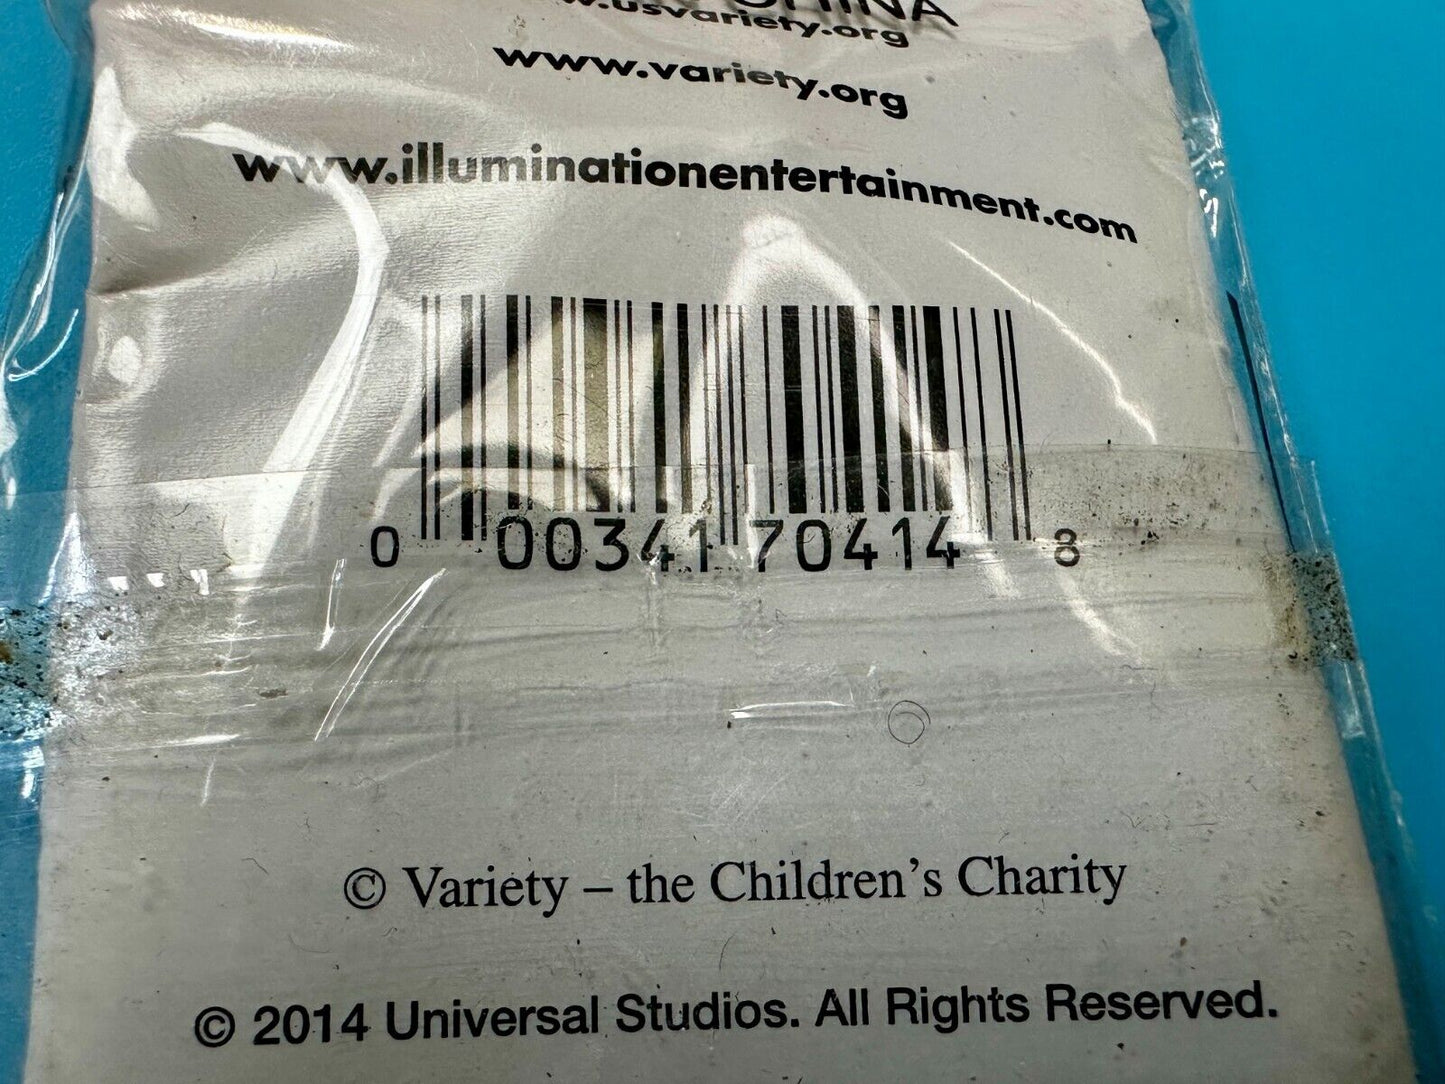 CHINA
www.usvariety.org
www.variety.org
www.illuminationentertainment.com
0 00341 70414 8
© Variety – the Children's Charity
© 2014 Universal Studios. All Rights Reserved.